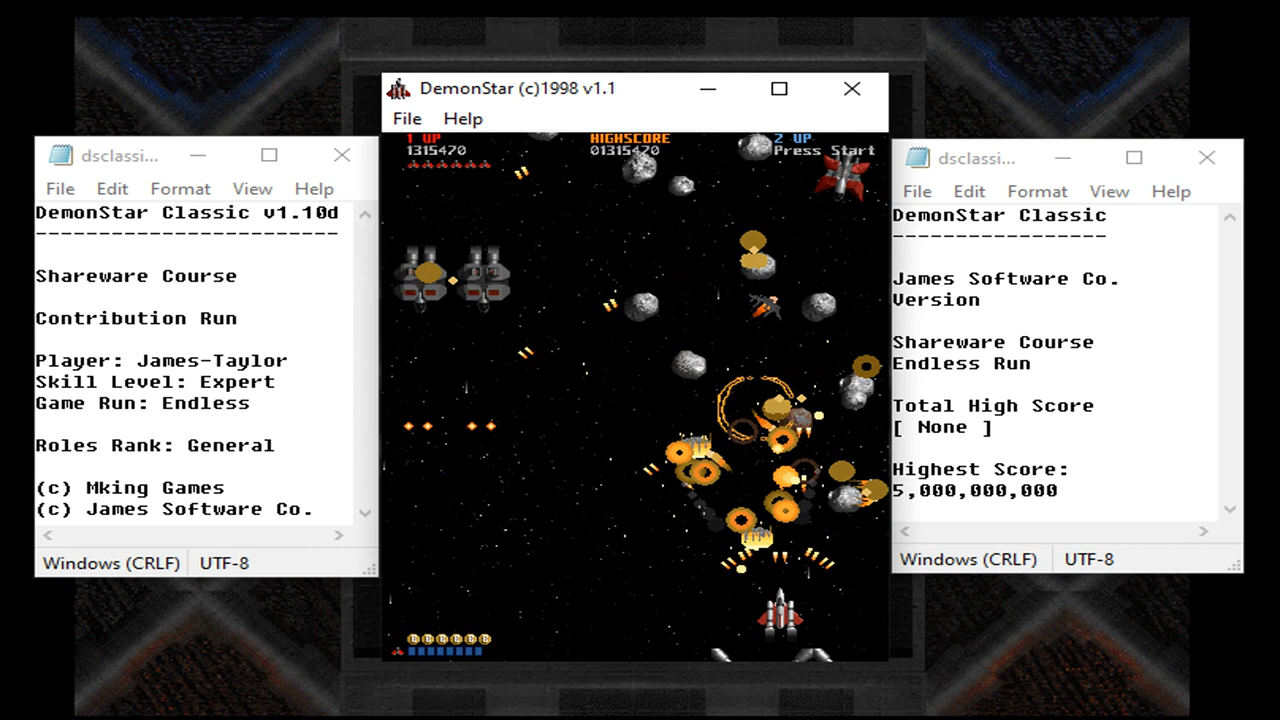 DemonStar (c)1998 v1.1
File Help
1 UP HIGHSCORE 2 UP
1315470 01315470 Press Start
B B B B B B
dsclassi...
File Edit Format View Help
DemonStar Classic v1.10d
------------------------
Shareware Course
Contribution Run
Player: James-Taylor
Skill Level: Expert
Game Run: Endless
Roles Rank: General
(c) Mking Games
(c) James Software Co.
Windows (CRLF) UTF-8
dsclassi...
File Edit Format View Help
DemonStar Classic
-----------------
James Software Co.
Version
Shareware Course
Endless Run
Total High Score
[ None ]
Highest Score:
5,000,000,000
Windows (CRLF) UTF-8